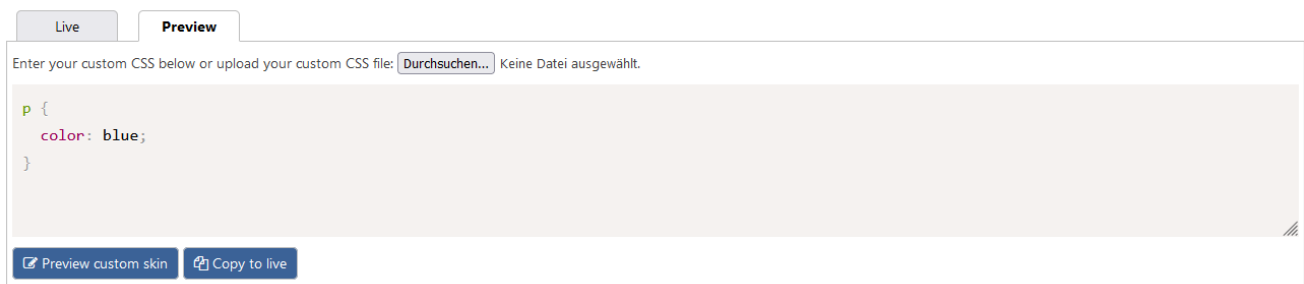 Live Preview
Enter your custom CSS below or upload your custom CSS file: Durchsuchen... Keine Datei ausgewählt.
p {
  color: blue;
}
Preview custom skin Copy to live